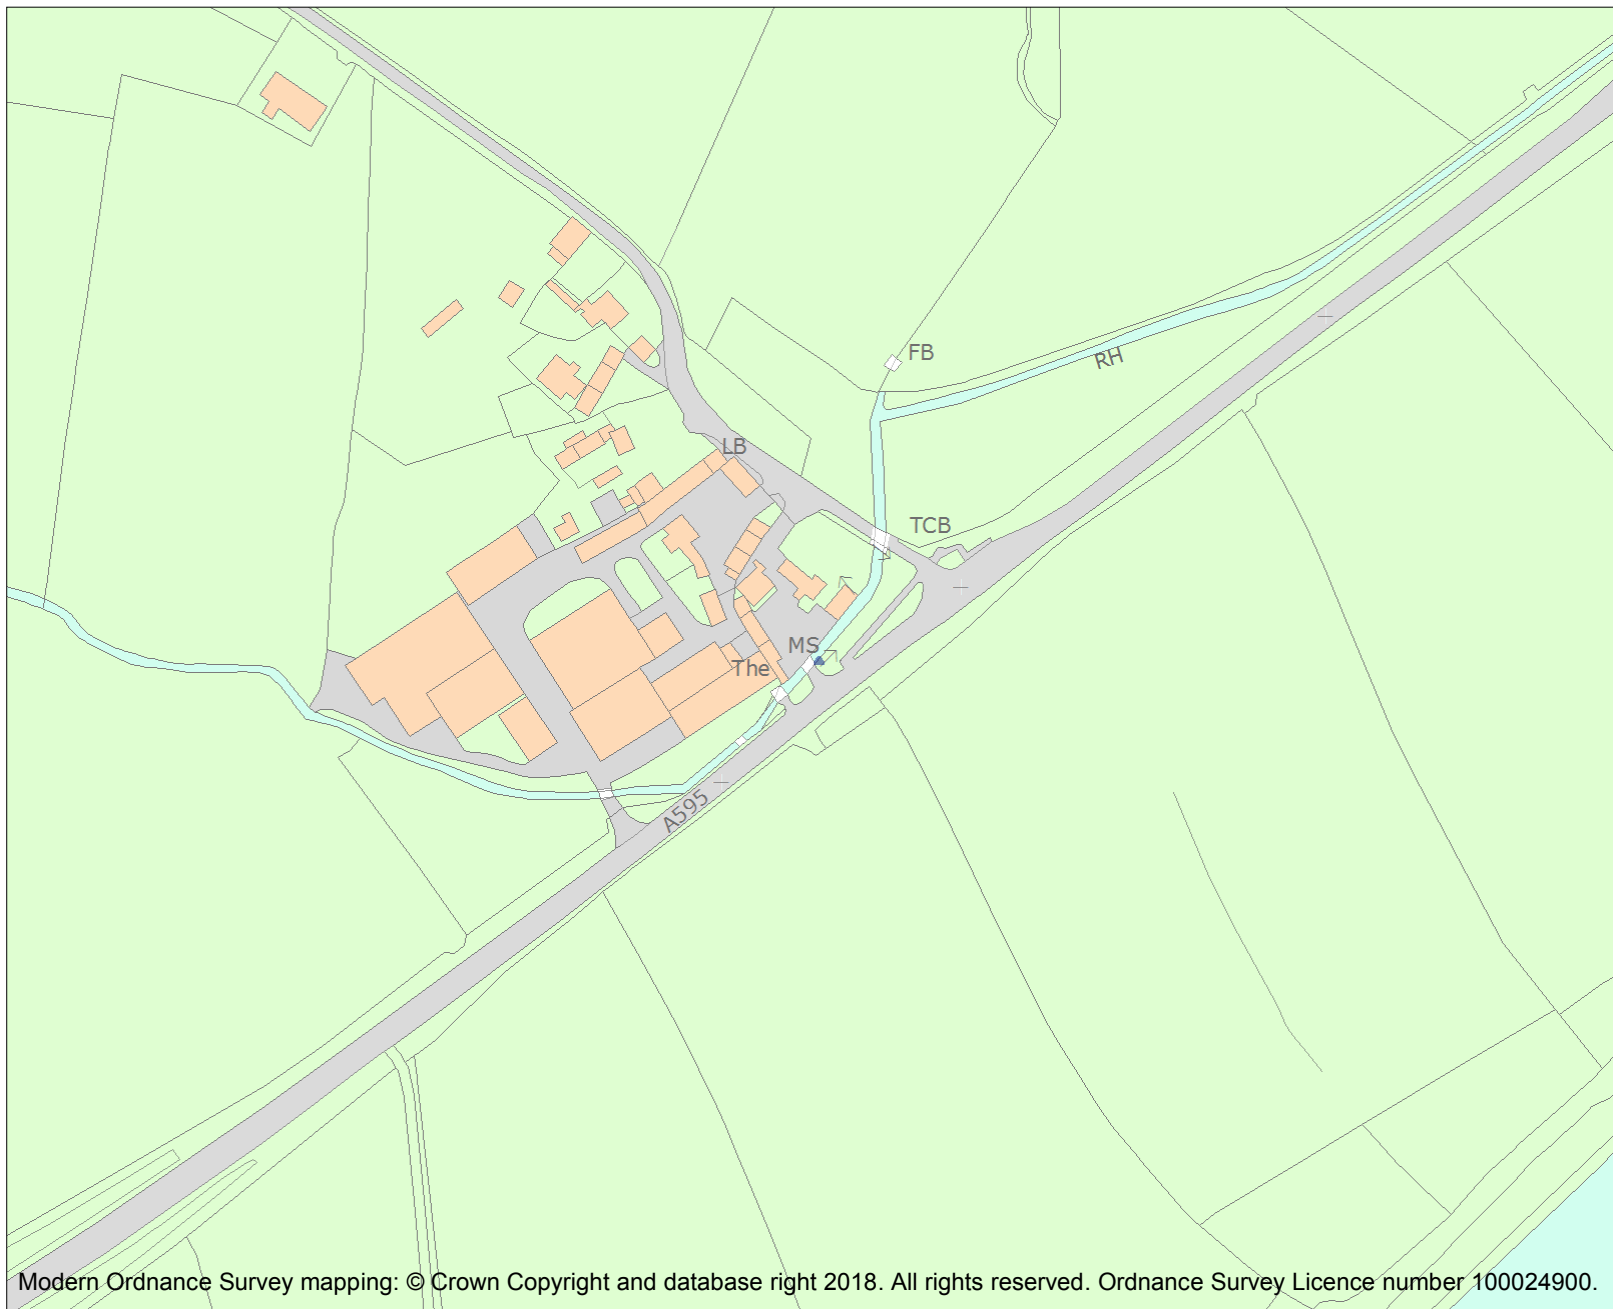 FB
RH
LB
TCB
MS
The
A595
Modern Ordnance Survey mapping: © Crown Copyright and database right 2018. All rights reserved. Ordnance Survey Licence number 100024900.